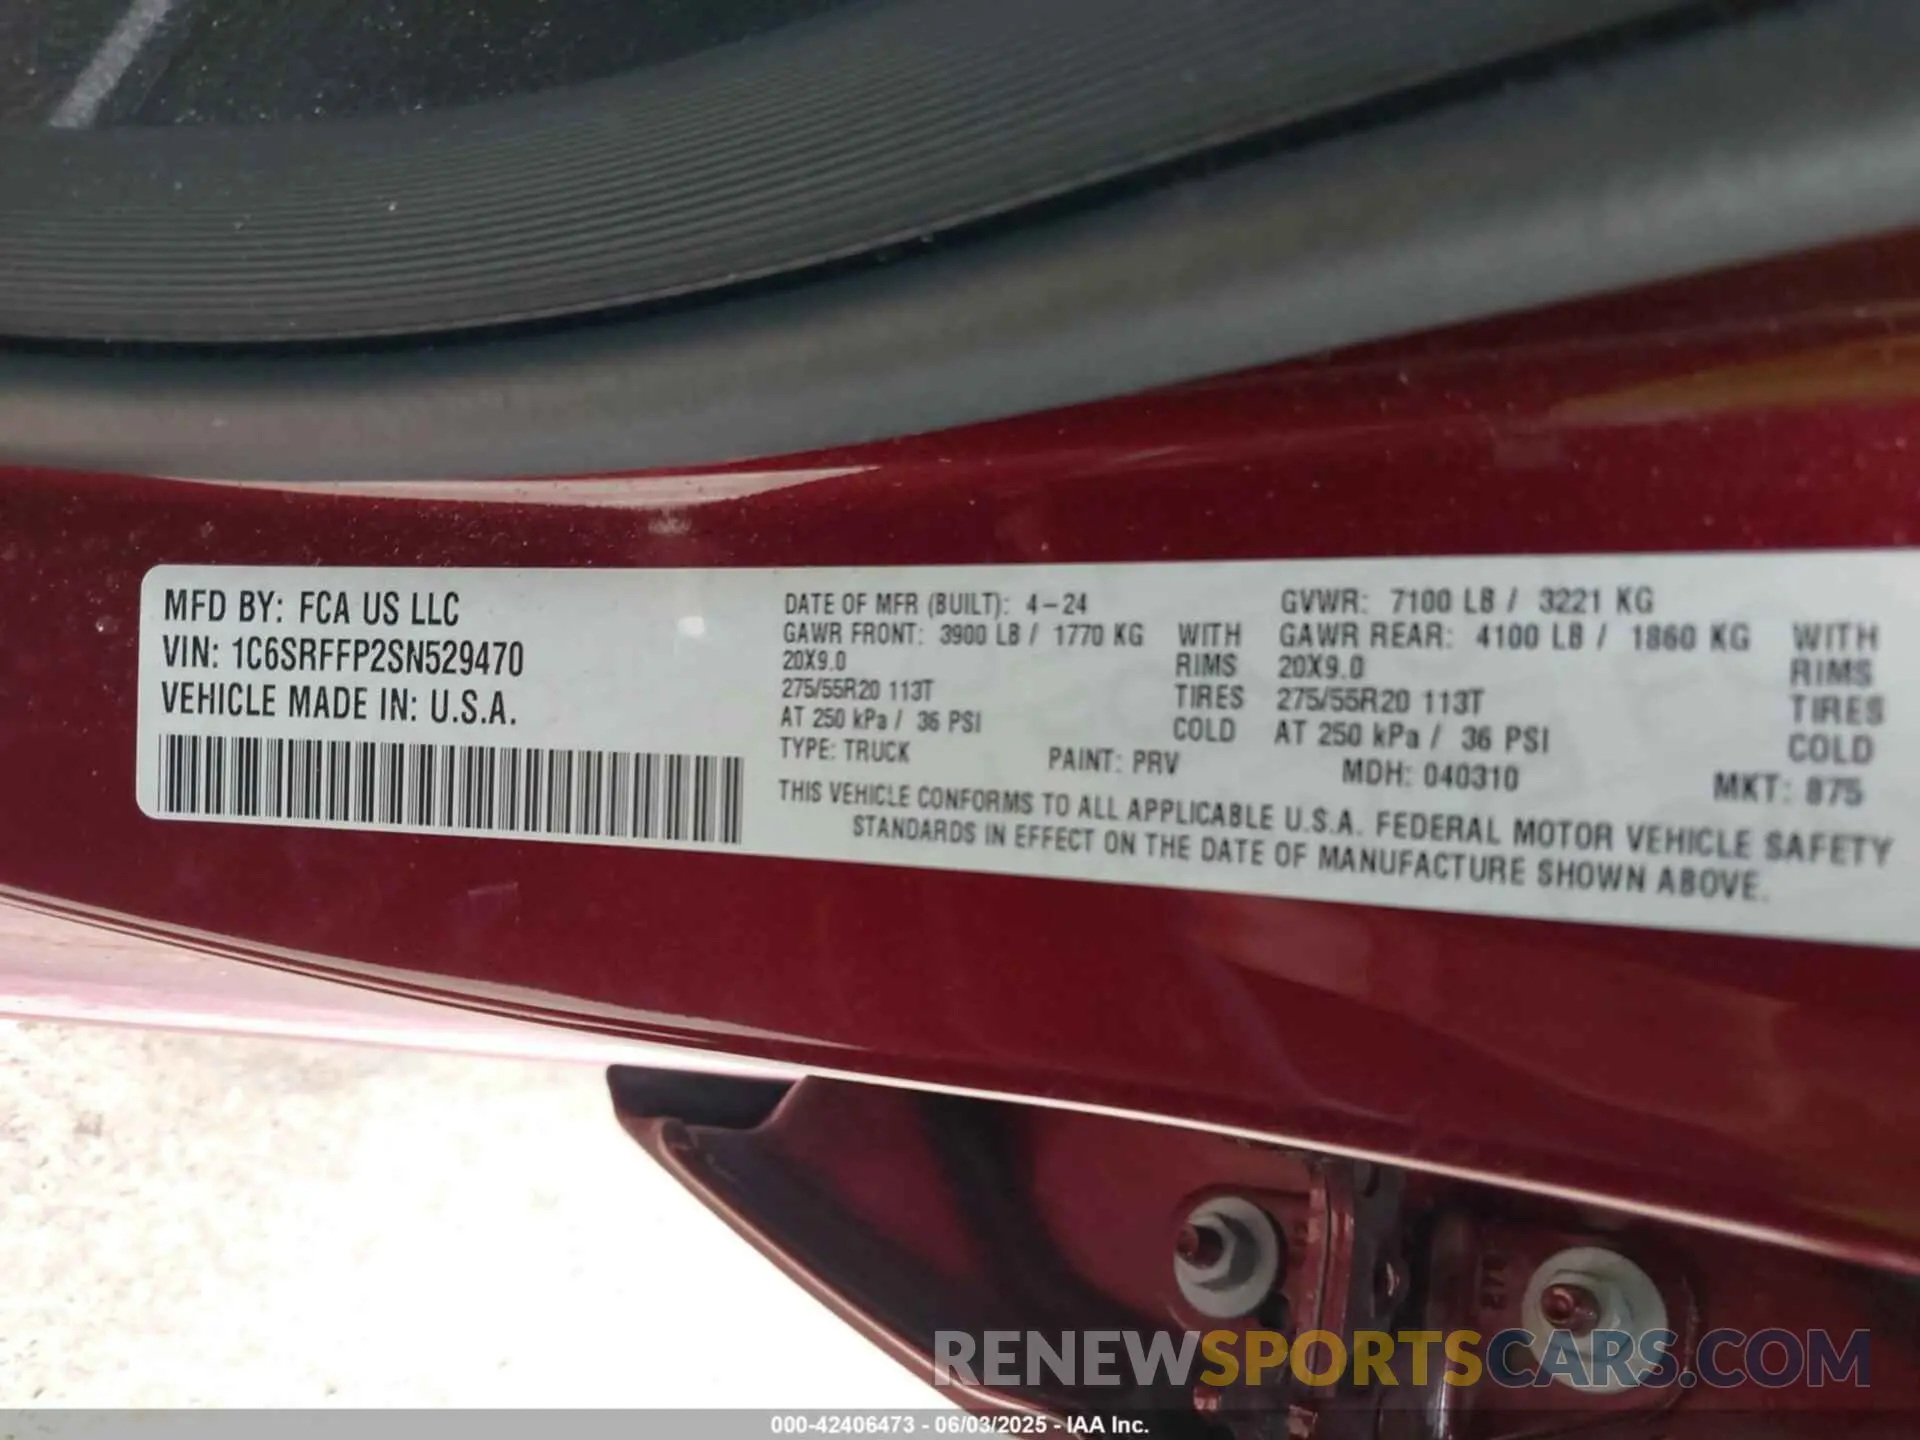 MFD BY: FCA US LLC
VIN: 1C6SRFFP2SN529470
VEHICLE MADE IN: U.S.A.
DATE OF MFR (BUILT): 4-24 GVWR: 7100 LB / 3221 KG
GAWR FRONT: 3900 LB / 1770 KG WITH GAWR REAR: 4100 LB / 1860 KG WITH
20X9.0 RIMS 20X9.0 RIMS
275/55R20 113T TIRES 275/55R20 113T TIRES
AT 250 kPa / 36 PSI COLD AT 250 kPa / 36 PSI COLD
TYPE: TRUCK PAINT: PRV MDH: 040310 MKT: 875
THIS VEHICLE CONFORMS TO ALL APPLICABLE U.S.A. FEDERAL MOTOR VEHICLE SAFETY
STANDARDS IN EFFECT ON THE DATE OF MANUFACTURE SHOWN ABOVE.
RENEWSPORTSCARS.COM
000-42406473 - 06/03/2025 - IAA Inc.